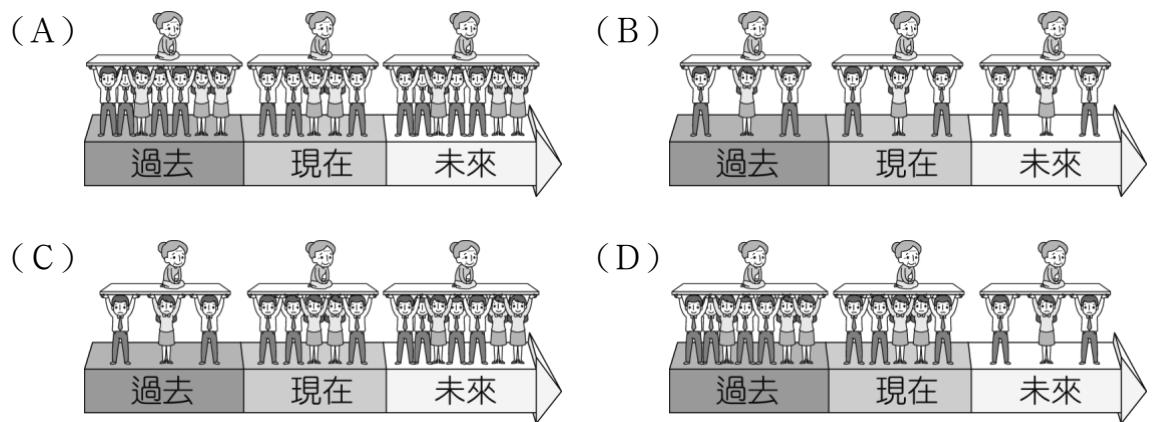 (A)
過去 現在 未來
(B)
過去 現在 未來
(C)
過去 現在 未來
(D)
過去 現在 未來